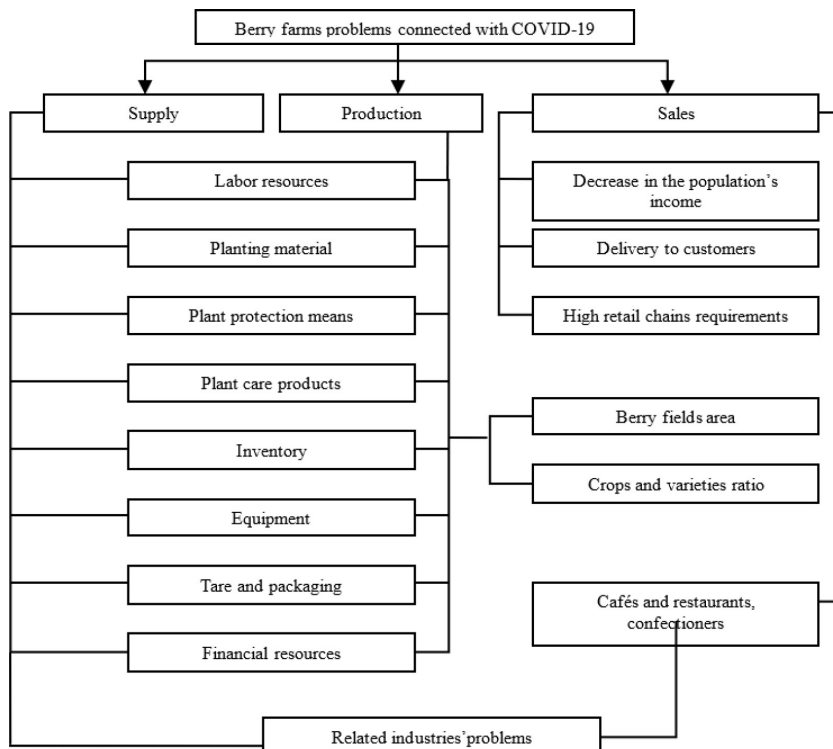 Berry farms problems connected with COVID-19
Supply
Production
Sales
Labor resources
Planting material
Plant protection means
Plant care products
Inventory
Equipment
Tare and packaging
Financial resources
Decrease in the population’s
income
Delivery to customers
High retail chains requirements
Berry fields area
Crops and varieties ratio
Cafés and restaurants,
confectioners
Related industries’problems